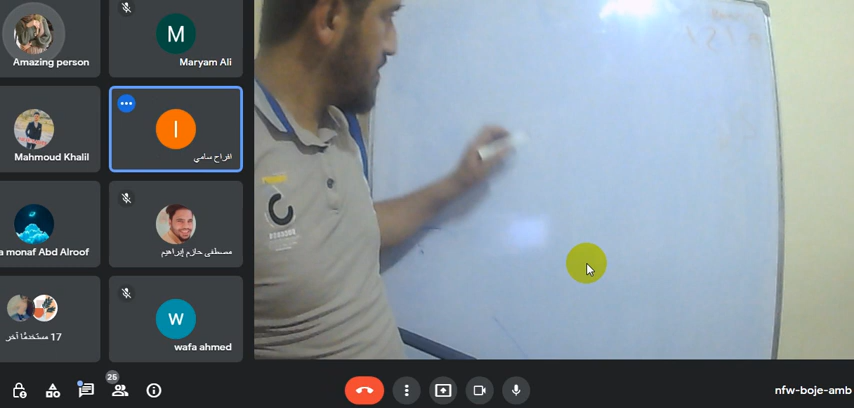 Amazing person
M
Maryam Ali
Mahmoud Khalil
I
افراح سامي
a monaf Abd Alroof
مصطفى حازم إبراهيم
17 مستخدمًا آخر
W
wafa ahmed
25
nfw-boje-amb